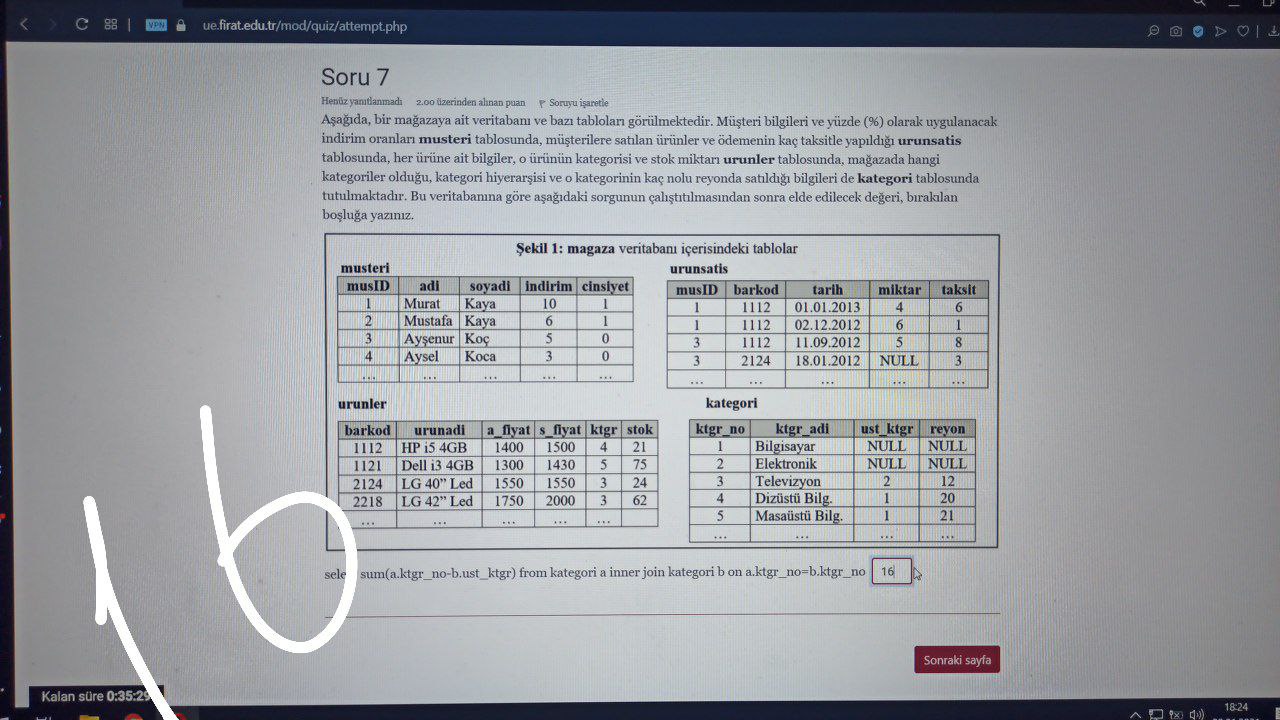 VPN ue.firat.edu.tr/mod/quiz/attempt.php
Soru 7
Henüz yanıtlanmadı 2.00 üzerinden alınan puan Soruyu işaretle
Aşağıda, bir mağazaya ait veritabanı ve bazı tabloları görülmektedir. Müşteri bilgileri ve yüzde (%) olarak uygulanacak
indirim oranları musteri tablosunda, müşterilere satılan ürünler ve ödemenin kaç taksitle yapıldığı urunsatis
tablosunda, her ürüne ait bilgiler, o ürünün kategorisi ve stok miktarı urunler tablosunda, mağazada hangi
kategoriler olduğu, kategori hiyerarşisi ve o kategorinin kaç nolu reyonda satıldığı bilgileri de kategori tablosunda
tutulmaktadır. Bu veritabanına göre aşağıdaki sorgunun çalıştıtılmasından sonra elde edilecek değeri, bırakılan
boşluğa yazınız.
Şekil 1: magaza veritabanı içerisindeki tablolar
musteri
musID adi soyadi indirim cinsiyet
1 Murat Kaya 10 1
2 Mustafa Kaya 6 1
3 Ayşenur Koç 5 0
4 Aysel Koca 3 0
... ... ... ... ...
urunsatis
musID barkod tarih miktar taksit
1 1112 01.01.2013 4 6
1 1112 02.12.2012 6 1
3 1112 11.09.2012 5 8
3 2124 18.01.2012 NULL 3
... ... ... ... ...
urunler
barkod urunadi a_fiyat s_fiyat ktgr stok
1112 HP i5 4GB 1400 1500 4 21
1121 Dell i3 4GB 1300 1430 5 75
2124 LG 40” Led 1550 1550 3 24
2218 LG 42” Led 1750 2000 3 62
... ... ... ... ...
kategori
ktgr_no ktgr_adi ust_ktgr reyon
1 Bilgisayar NULL NULL
2 Elektronik NULL NULL
3 Televizyon 2 12
4 Dizüstü Bilg. 1 20
5 Masaüstü Bilg. 1 21
... ... ... ...
sele sum(a.ktgr_no-b.ust_ktgr) from kategori a inner join kategori b on a.ktgr_no=b.ktgr_no 16
16
Sonraki sayfa
Kalan süre 0:35:29
18:24